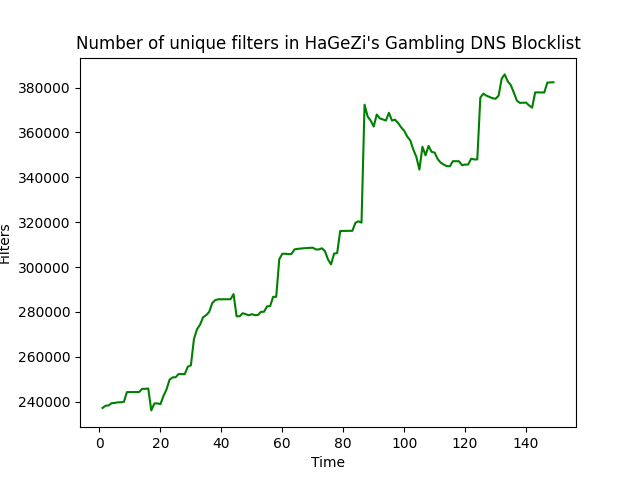 Number of unique filters in HaGeZi's Gambling DNS Blocklist
380000
360000
340000
320000
300000
280000
260000
240000
Filters
0 20 40 60 80 100 120 140
Time